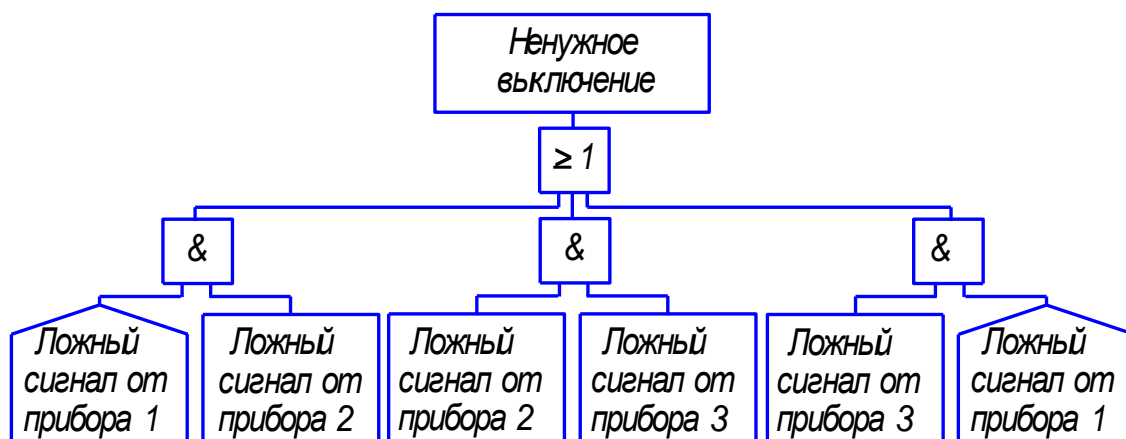 Ненужное
выключение
≥ 1
&
&
&
Ложный
сигнал от
прибора 1
Ложный
сигнал от
прибора 2
Ложный
сигнал от
прибора 2
Ложный
сигнал от
прибора 3
Ложный
сигнал от
прибора 3
Ложный
сигнал от
прибора 1